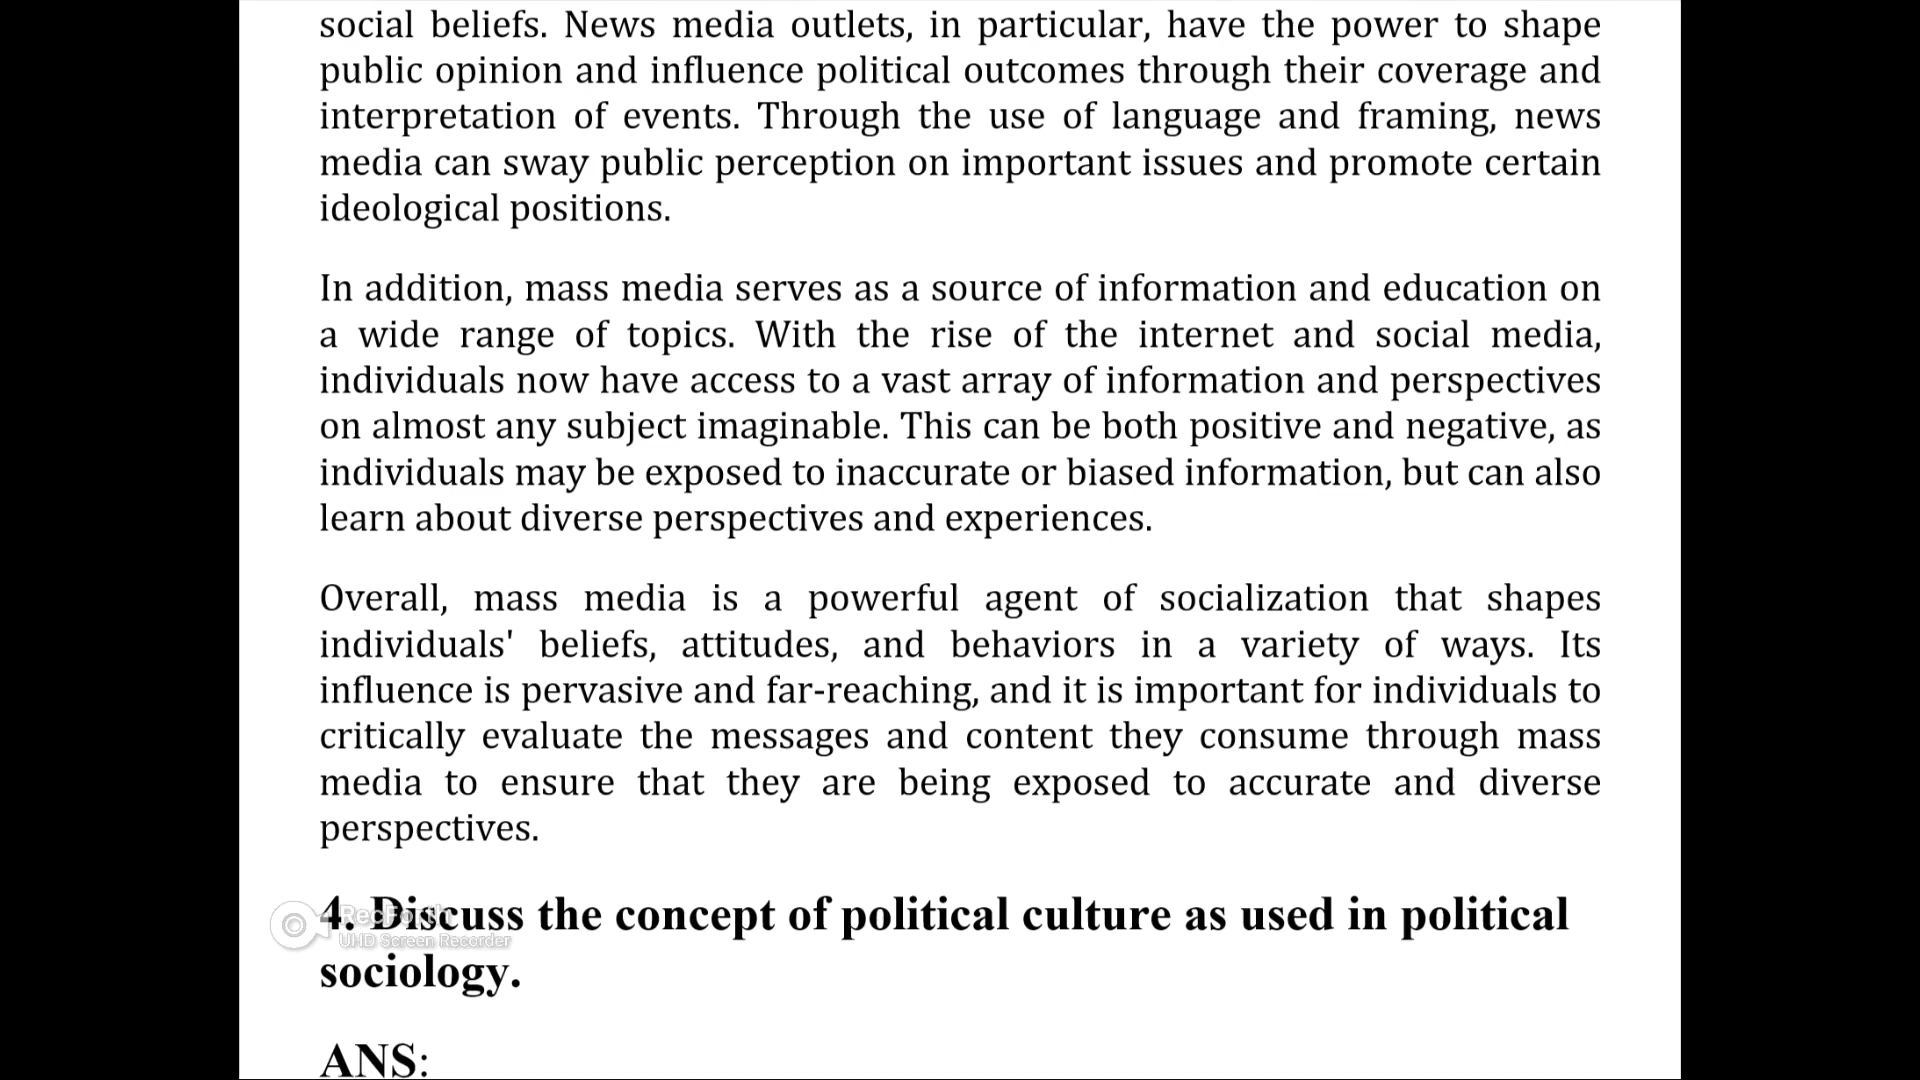 social beliefs. News media outlets, in particular, have the power to shape
public opinion and influence political outcomes through their coverage and
interpretation of events. Through the use of language and framing, news
media can sway public perception on important issues and promote certain
ideological positions.
In addition, mass media serves as a source of information and education on
a wide range of topics. With the rise of the internet and social media,
individuals now have access to a vast array of information and perspectives
on almost any subject imaginable. This can be both positive and negative, as
individuals may be exposed to inaccurate or biased information, but can also
learn about diverse perspectives and experiences.
Overall, mass media is a powerful agent of socialization that shapes
individuals' beliefs, attitudes, and behaviors in a variety of ways. Its
influence is pervasive and far-reaching, and it is important for individuals to
critically evaluate the messages and content they consume through mass
media to ensure that they are being exposed to accurate and diverse
perspectives.
4. Discuss the concept of political culture as used in political
RecForth
UHD Screen Recorder
sociology.
ANS: